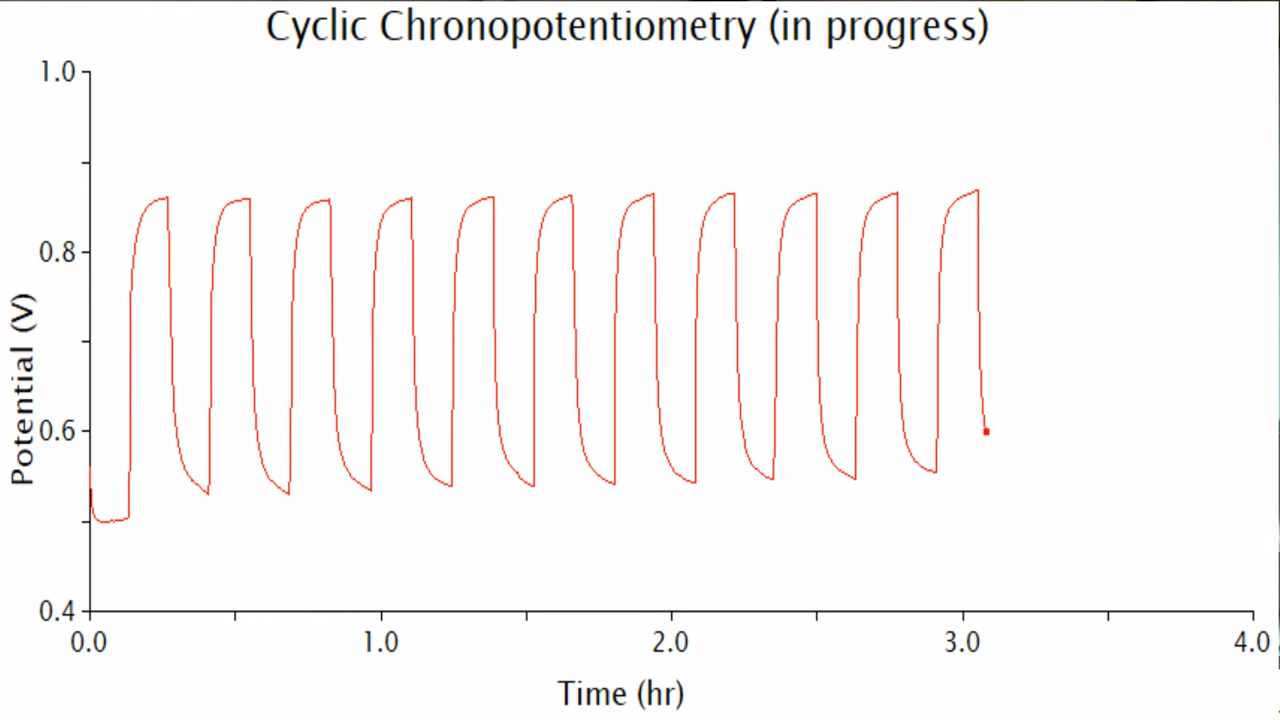 Cyclic Chronopotentiometry (in progress)
1.0
0.8
0.6
0.4
Potential (V)
0.0 1.0 2.0 3.0 4.0
Time (hr)